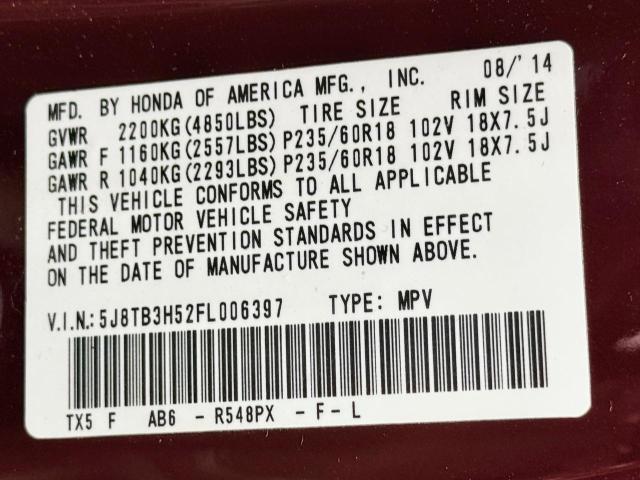 MFD. BY HONDA OF AMERICA MFG., INC. 08/'14
GVWR 2200KG(4850LBS) TIRE SIZE RIM SIZE
GAWR F 1160KG(2557LBS) P235/60R18 102V 18X7.5J
GAWR R 1040KG(2293LBS) P235/60R18 102V 18X7.5J
THIS VEHICLE CONFORMS TO ALL APPLICABLE
FEDERAL MOTOR VEHICLE SAFETY
AND THEFT PREVENTION STANDARDS IN EFFECT
ON THE DATE OF MANUFACTURE SHOWN ABOVE.
V.I.N.: 5J8TB3H52FL006397 TYPE: MPV
TX5 F AB6 - R548PX - F - L